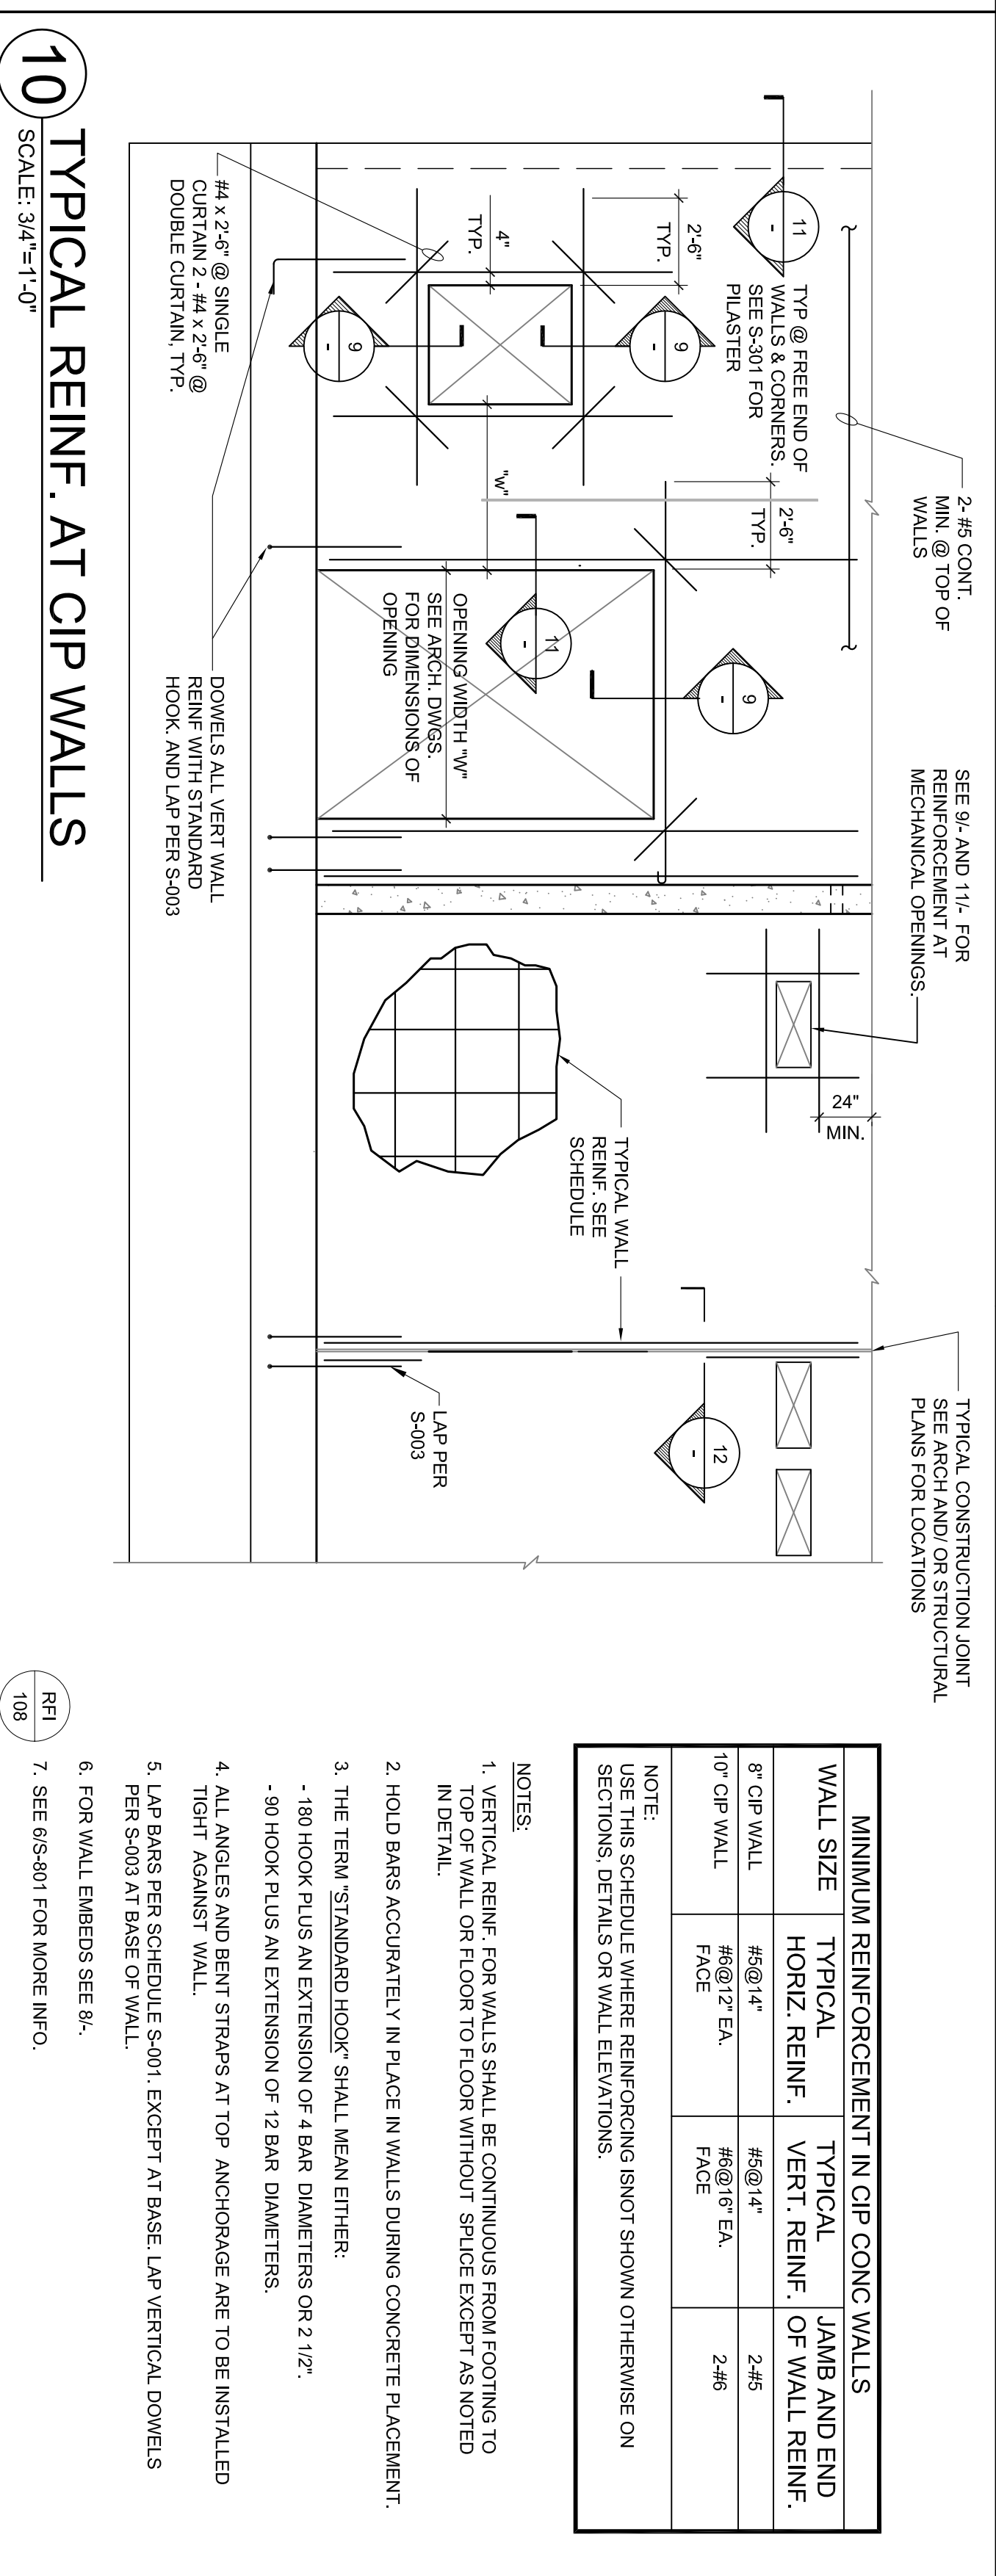 2- #5 CONT.
MIN. @ TOP OF
WALLS
SEE 9/- AND 11/- FOR
REINFORCEMENT AT
MECHANICAL OPENINGS.
TYPICAL CONSTRUCTION JOINT
SEE ARCH AND/ OR STRUCTURAL
PLANS FOR LOCATIONS
11
-
TYP @ FREE END OF
WALLS & CORNERS.
SEE S-301 FOR
PILASTER
2'-6"
TYP.
4"
TYP.
9
-
9
-
2'-6"
TYP.
"w"
9
-
11
-
OPENING WIDTH "W"
SEE ARCH. DWGS.
FOR DIMENSIONS OF
OPENING
24"
MIN.
TYPICAL WALL
REINF. SEE
SCHEDULE
12
-
LAP PER
S-003
#4 x 2'-6" @ SINGLE
CURTAIN 2 - #4 x 2'-6" @
DOUBLE CURTAIN, TYP.
DOWELS ALL VERT WALL
REINF WITH STANDARD
HOOK. AND LAP PER S-003
10
TYPICAL REINF. AT CIP WALLS
SCALE: 3/4"=1'-0"
MINIMUM REINFORCEMENT IN CIP CONC WALLS
WALL SIZE
TYPICAL
HORIZ. REINF.
TYPICAL
VERT. REINF.
JAMB AND END
OF WALL REINF.
8" CIP WALL
#5@14"
#5@14"
2-#5
10" CIP WALL
#6@12" EA.
FACE
#6@16" EA.
FACE
2-#6
NOTE:
USE THIS SCHEDULE WHERE REINFORCING ISNOT SHOWN OTHERWISE ON
SECTIONS, DETAILS OR WALL ELEVATIONS.
NOTES:
1. VERTICAL REINF. FOR WALLS SHALL BE CONTINUOUS FROM FOOTING TO
TOP OF WALL OR FLOOR TO FLOOR WITHOUT SPLICE EXCEPT AS NOTED
IN DETAIL.
2. HOLD BARS ACCURATELY IN PLACE IN WALLS DURING CONCRETE PLACEMENT.
3. THE TERM "STANDARD HOOK" SHALL MEAN EITHER:
- 180 HOOK PLUS AN EXTENSION OF 4 BAR DIAMETERS OR 2 1/2".
- 90 HOOK PLUS AN EXTENSION OF 12 BAR DIAMETERS.
4. ALL ANGLES AND BENT STRAPS AT TOP ANCHORAGE ARE TO BE INSTALLED
TIGHT AGAINST WALL.
5. LAP BARS PER SCHEDULE S-001. EXCEPT AT BASE. LAP VERTICAL DOWELS
PER S-003 AT BASE OF WALL.
6. FOR WALL EMBEDS SEE 8/-.
7. SEE 6/S-801 FOR MORE INFO.
RFI
108